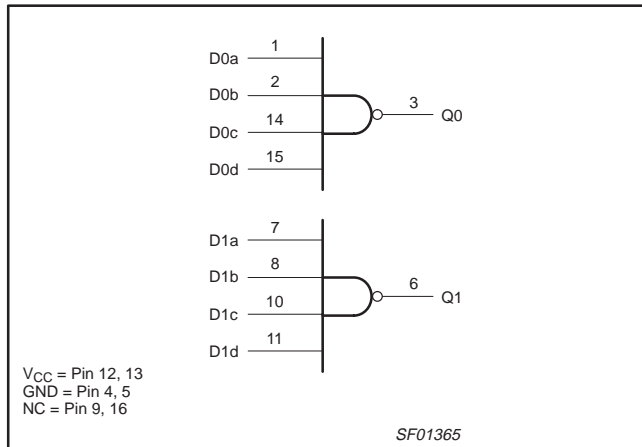 D0a 1
D0b 2
3 Q0
D0c 14
D0d 15
D1a 7
D1b 8
6 Q1
D1c 10
D1d 11
VCC = Pin 12, 13
GND = Pin 4, 5
NC = Pin 9, 16
SF01365